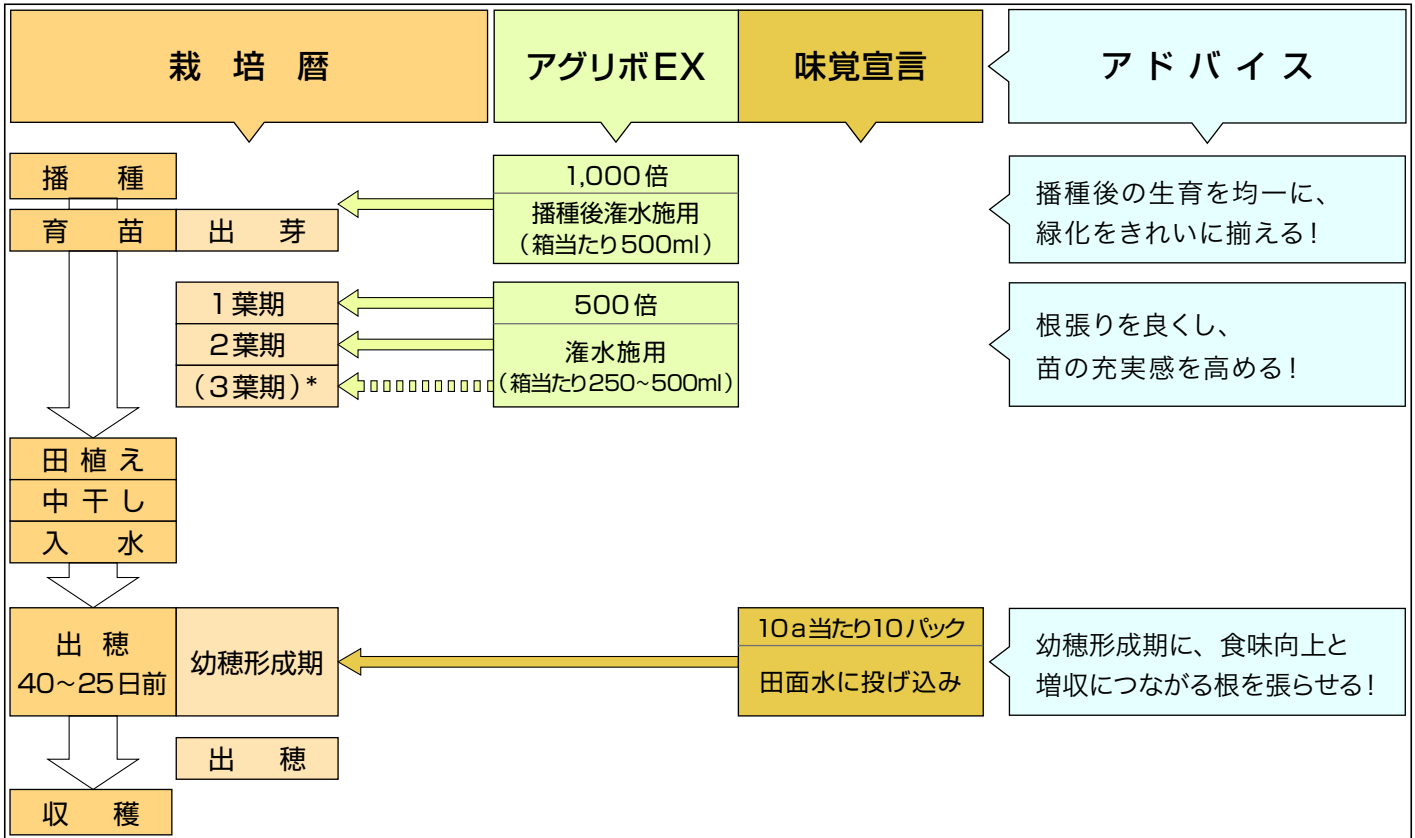 栽培暦
アグリボEX
味覚宣言
アドバイス
播種
育苗
出芽
1,000倍
播種後潅水施用
(箱当たり500ml)
播種後の生育を均一に、
緑化をきれいに揃える!
1葉期
2葉期
(3葉期)*
500倍
潅水施用
(箱当たり250~500ml)
根張りを良くし、
苗の充実感を高める!
田植え
中干し
入水
出穂
40~25日前
幼穂形成期
10a当たり10パック
田面水に投げ込み
幼穂形成期に、食味向上と
増収につながる根を張らせる!
出穂
収穫